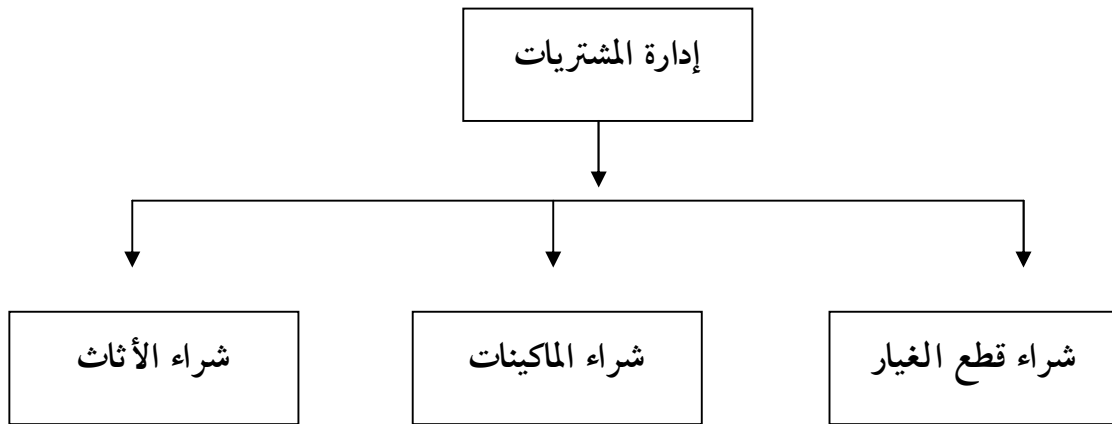 إدارة المشتريات
شراء قطع الغيار
شراء الماكينات
شراء الأثاث